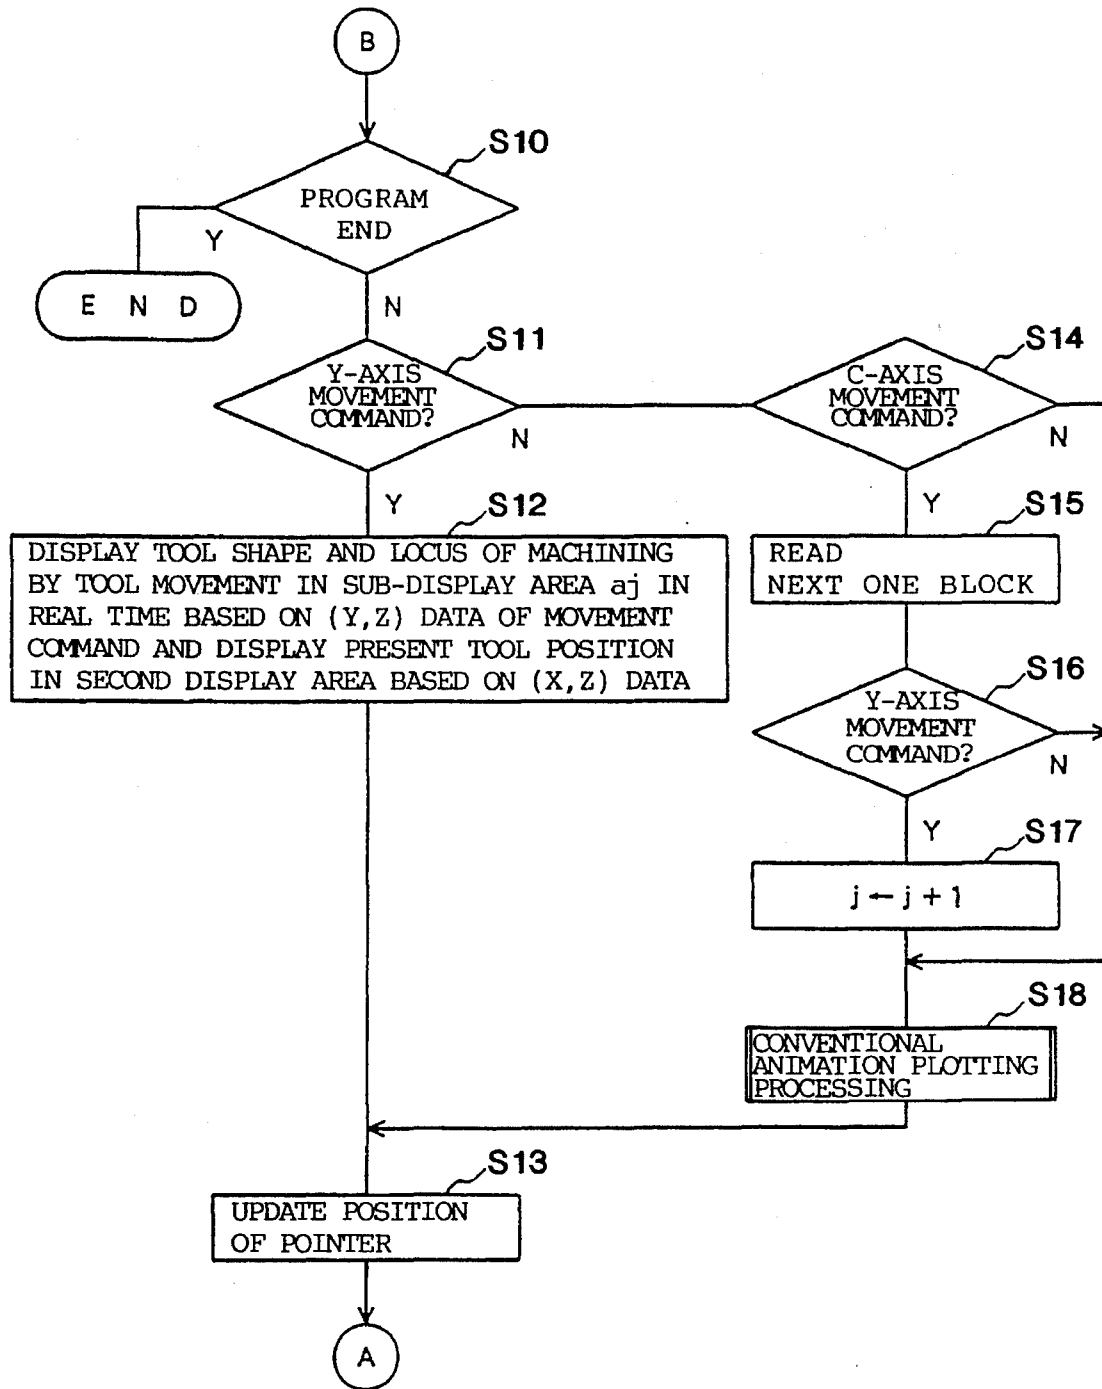 B
S10
PROGRAM
END
Y
E N D
N
S11
Y-AXIS
MOVEMENT
COMMAND?
N
Y
S14
C-AXIS
MOVEMENT
COMMAND?
N
Y
S12
DISPLAY TOOL SHAPE AND LOCUS OF MACHINING
BY TOOL MOVEMENT IN SUB-DISPLAY AREA aj IN
REAL TIME BASED ON (Y,Z) DATA OF MOVEMENT
COMMAND AND DISPLAY PRESENT TOOL POSITION
IN SECOND DISPLAY AREA BASED ON (X,Z) DATA
S15
READ
NEXT ONE BLOCK
S16
Y-AXIS
MOVEMENT
COMMAND?
N
Y
S17
j ← j + 1
S18
CONVENTIONAL
ANIMATION PLOTTING
PROCESSING
S13
UPDATE POSITION
OF POINTER
A